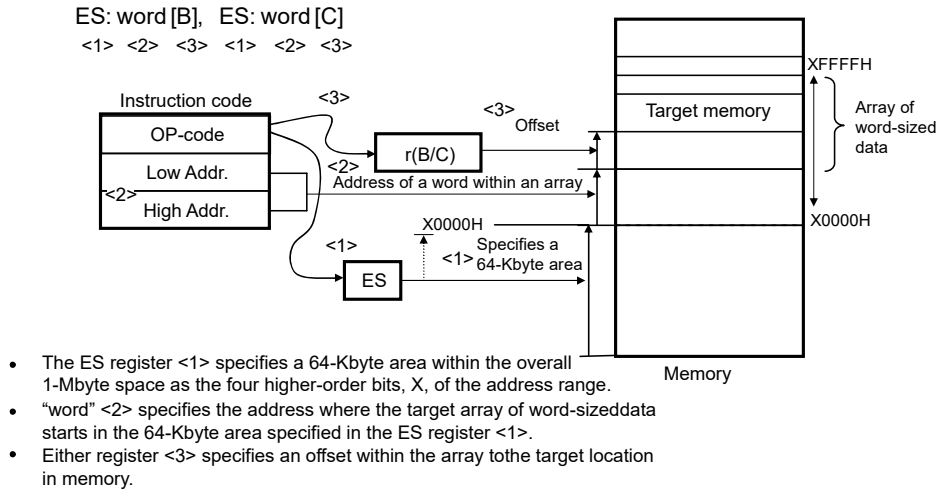 ES: word [B], ES: word [C]
<1> <2> <3> <1> <2> <3>
Instruction code
OP-code
Low Addr.
<2>
High Addr.
<3>
r(B/C)
<3>
Offset
<2>
Address of a word within an array
<1>
ES
X0000H
<1> Specifies a
64-Kbyte area
Target memory
XFFFFH
Array of
word-sized
data
X0000H
Memory
• The ES register <1> specifies a 64-Kbyte area within the overall
1-Mbyte space as the four higher-order bits, X, of the address range.
• “word” <2> specifies the address where the target array of word-sizeddata
starts in the 64-Kbyte area specified in the ES register <1>.
• Either register <3> specifies an offset within the array tothe target location
in memory.